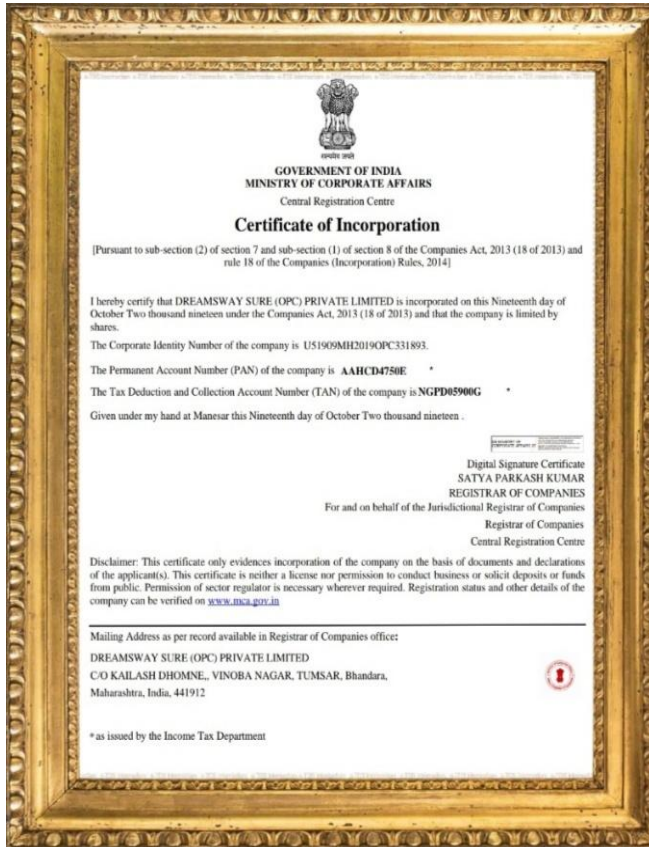 सत्यमेव जयते
GOVERNMENT OF INDIA
MINISTRY OF CORPORATE AFFAIRS
Central Registration Centre
Certificate of Incorporation
[Pursuant to sub-section (2) of section 7 and sub-section (1) of section 8 of the Companies Act, 2013 (18 of 2013) and
rule 18 of the Companies (Incorporation) Rules, 2014]
I hereby certify that DREAMSWAY SURE (OPC) PRIVATE LIMITED is incorporated on this Nineteenth day of
October Two thousand nineteen under the Companies Act, 2013 (18 of 2013) and that the company is limited by
shares.
The Corporate Identity Number of the company is U51909MH2019OPC331893.
The Permanent Account Number (PAN) of the company is AAHCD4750E *
The Tax Deduction and Collection Account Number (TAN) of the company is NGPD05900G *
Given under my hand at Manesar this Nineteenth day of October Two thousand nineteen .
Digital Signature Certificate
SATYA PARKASH KUMAR
REGISTRAR OF COMPANIES
For and on behalf of the Jurisdictional Registrar of Companies
Registrar of Companies
Central Registration Centre
Disclaimer: This certificate only evidences incorporation of the company on the basis of documents and declarations
of the applicant(s). This certificate is neither a license nor permission to conduct business or solicit deposits or funds
from public. Permission of sector regulator is necessary wherever required. Registration status and other details of the
company can be verified on www.mca.gov.in
Mailing Address as per record available in Registrar of Companies office:
DREAMSWAY SURE (OPC) PRIVATE LIMITED
C/O KAILASH DHOMNE,, VINOBA NAGAR, TUMSAR, Bhandara,
Maharashtra, India, 441912
* as issued by the Income Tax Department